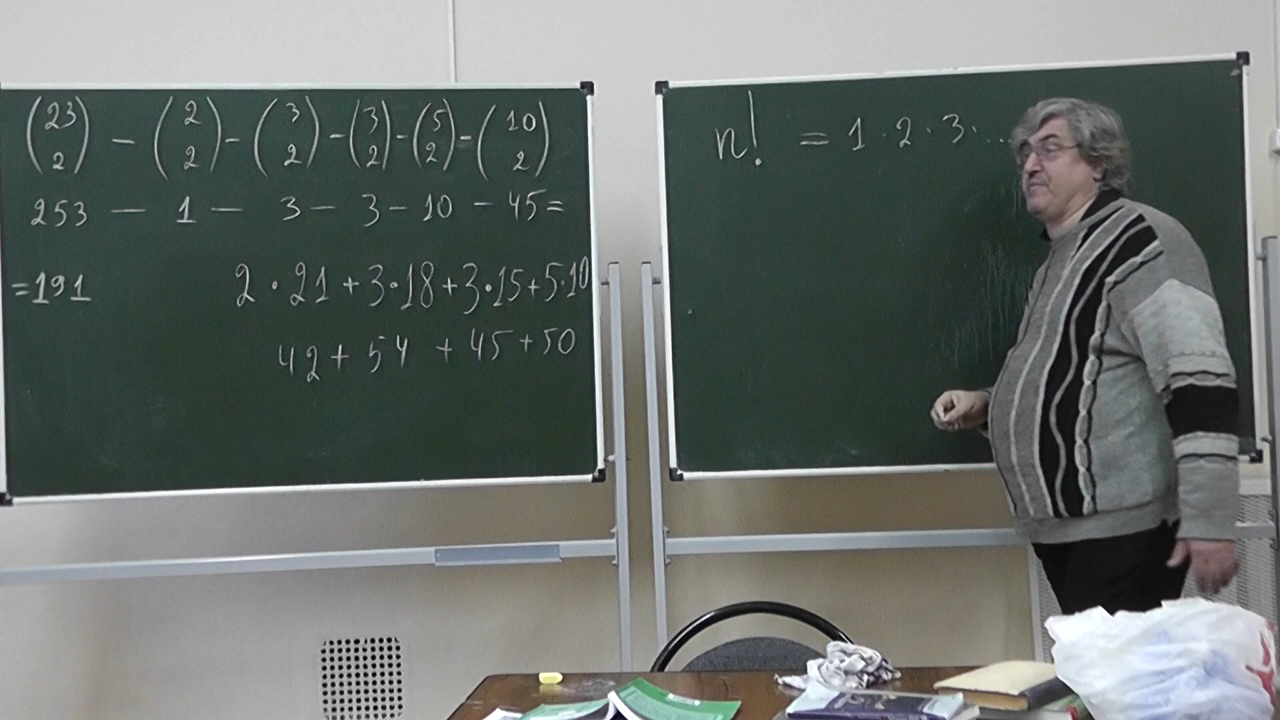 (23 2) - (2 2) - (3 2) - (3 2) - (5 2) - (10 2)
253 - 1 - 3 - 3 - 10 - 45 =
= 191
2 · 21 + 3 · 18 + 3 · 15 + 5 · 10
42 + 54 + 45 + 50
n! = 1 · 2 · 3 · ...